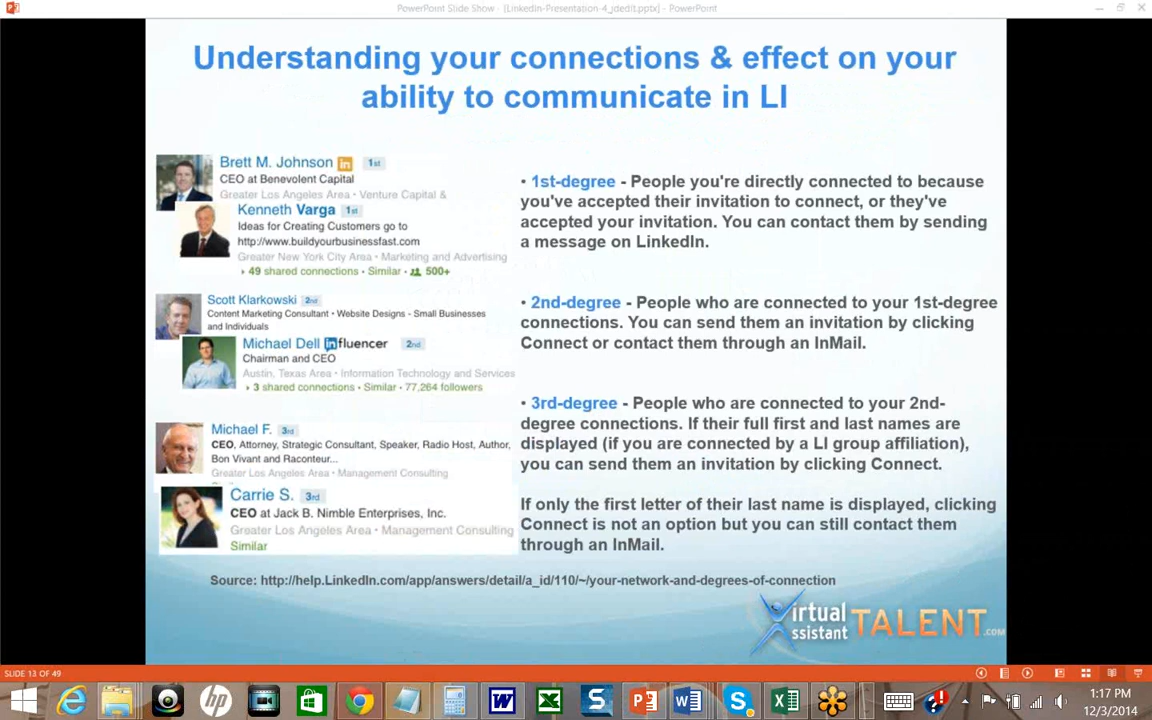 PowerPoint Slide Show - [LinkedIn-Presentation-4_jdedit.pptx] - PowerPoint
Understanding your connections & effect on your
ability to communicate in LI
Brett M. Johnson in 1st
CEO at Benevolent Capital
Greater Los Angeles Area • Venture Capital &
Kenneth Varga 1st
Ideas for Creating Customers go to
http://www.buildyourbusinessfast.com
Greater New York City Area • Marketing and Advertising
49 shared connections • Similar • 500+
Scott Klarkowski 2nd
Content Marketing Consultant • Website Designs - Small Businesses
and Individuals
Michael Dell influencer 2nd
Chairman and CEO
Austin, Texas Area • Information Technology and Services
3 shared connections • Similar • 77,264 followers
Michael F. 3rd
CEO, Attorney, Strategic Consultant, Speaker, Radio Host, Author,
Bon Vivant and Raconteur...
Greater Los Angeles Area • Management Consulting
Carrie S. 3rd
CEO at Jack B. Nimble Enterprises, Inc.
Greater Los Angeles Area • Management Consulting
Similar
• 1st-degree - People you're directly connected to because
you've accepted their invitation to connect, or they've
accepted your invitation. You can contact them by sending
a message on LinkedIn.
• 2nd-degree - People who are connected to your 1st-degree
connections. You can send them an invitation by clicking
Connect or contact them through an InMail.
• 3rd-degree - People who are connected to your 2nd-
degree connections. If their full first and last names are
displayed (if you are connected by a LI group affiliation),
you can send them an invitation by clicking Connect.
If only the first letter of their last name is displayed, clicking
Connect is not an option but you can still contact them
through an InMail.
Source: http://help.LinkedIn.com/app/answers/detail/a_id/110/~/your-network-and-degrees-of-connection
Virtual
Assistant TALENT.com
SLIDE 13 OF 49
1:17 PM
12/3/2014